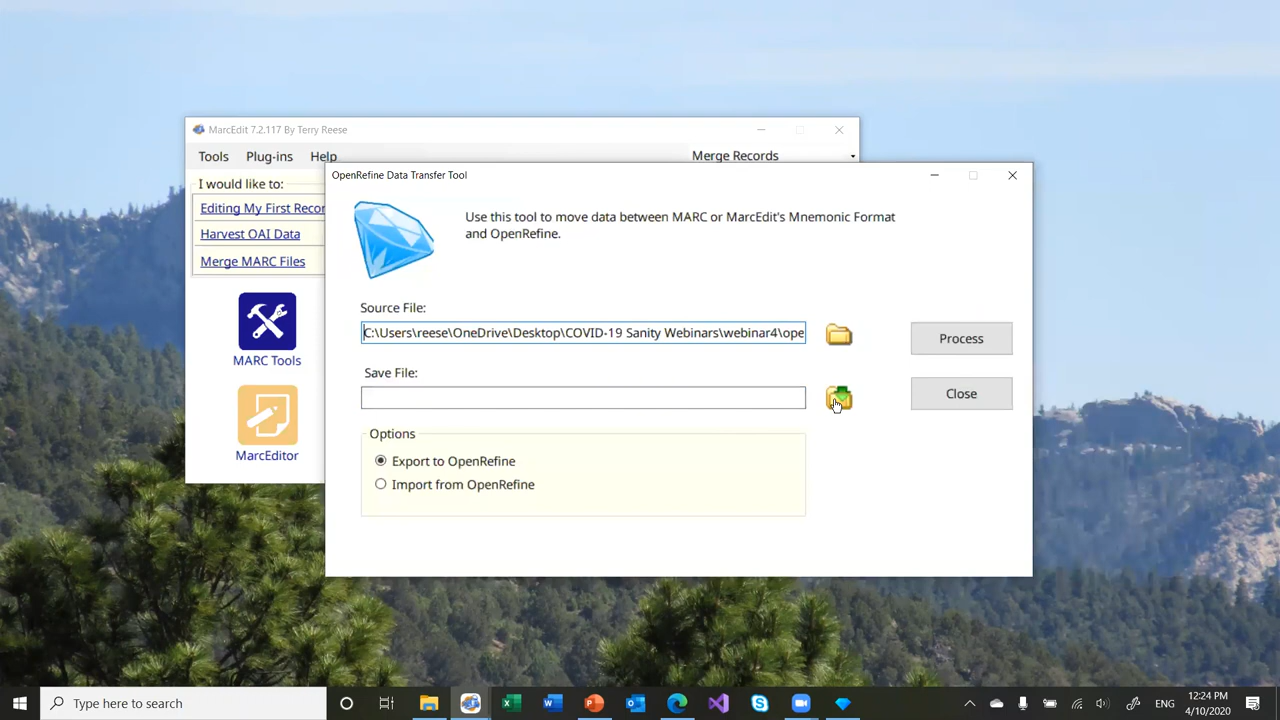 MarcEdit 7.2.117 By Terry Reese
Tools Plug-ins Help
Merge Records
I would like to:
Editing My First Recor
Harvest OAI Data
Merge MARC Files
MARC Tools
MarcEditor
OpenRefine Data Transfer Tool
Use this tool to move data between MARC or MarcEdit's Mnemonic Format
and OpenRefine.
Source File:
C:\Users\reese\OneDrive\Desktop\COVID-19 Sanity Webinars\webinar4\ope
Process
Save File:
Close
Options
Export to OpenRefine
Import from OpenRefine
Type here to search
ENG
12:24 PM
4/10/2020